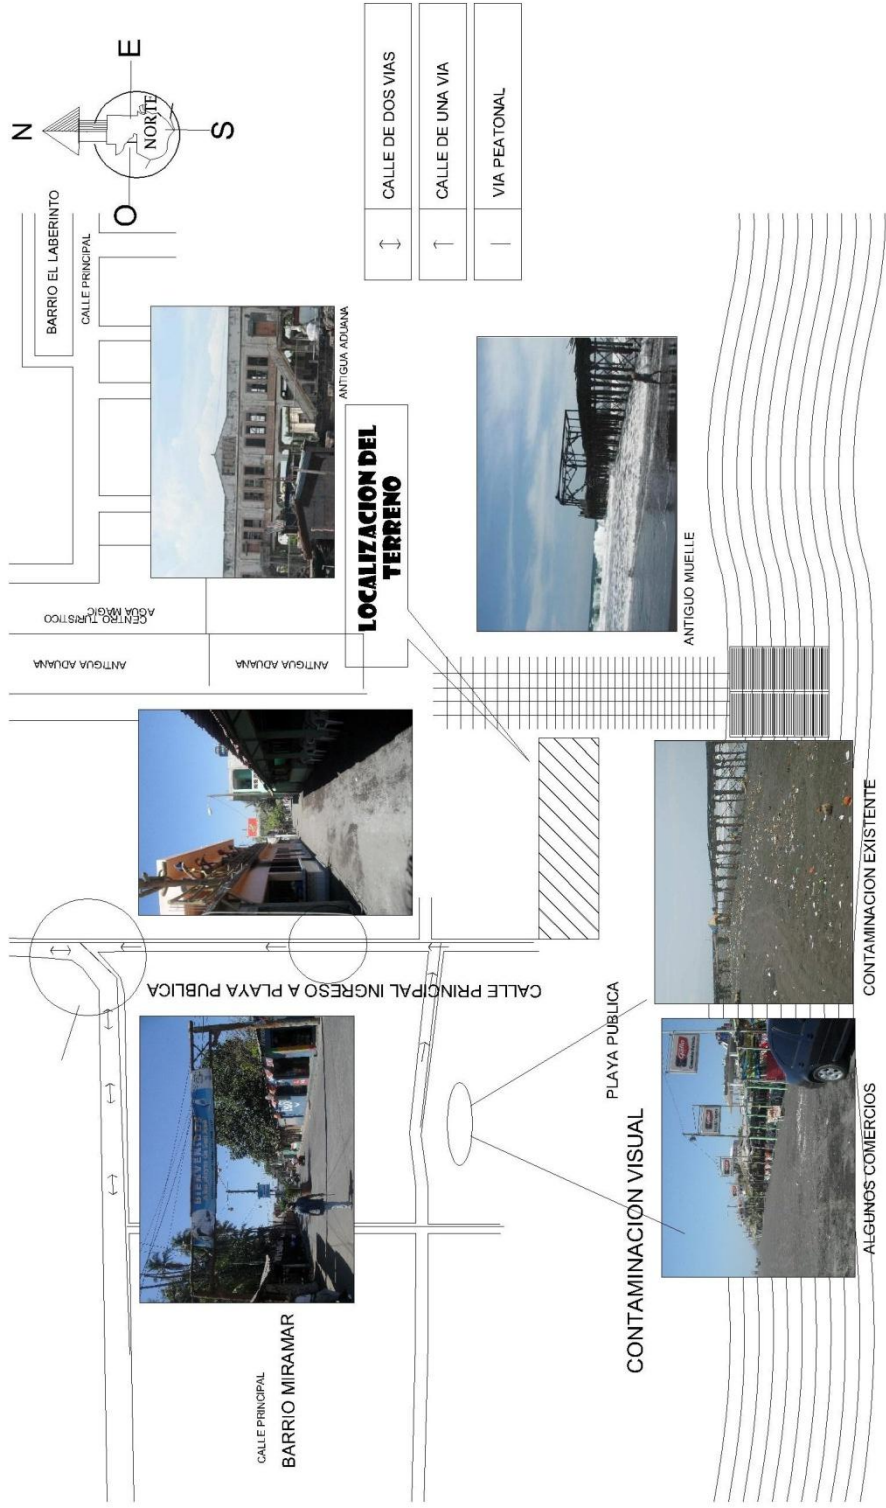 N
E
S
O
NORTE
CALLE DE DOS VIAS
CALLE DE UNA VIA
VIA PEATONAL
BARRIO EL LABERINTO
CALLE PRINCIPAL
ANTIGUA ADUANA
CENTRO TURISTICO
AGUA MAGIC
ANTIGUA ADUANA
ANTIGUA ADUANA
LOCALIZACION DEL
TERRENO
ANTIGUO MUELLE
CALLE PRINCIPAL INGRESO A PLAYA PUBLICA
BIENVENIDOS
CALLE PRINCIPAL
BARRIO MIRAMAR
PLAYA PUBLICA
CONTAMINACION VISUAL
CONTAMINACION EXISTENTE
Gallo
ALGUNOS COMERCIOS